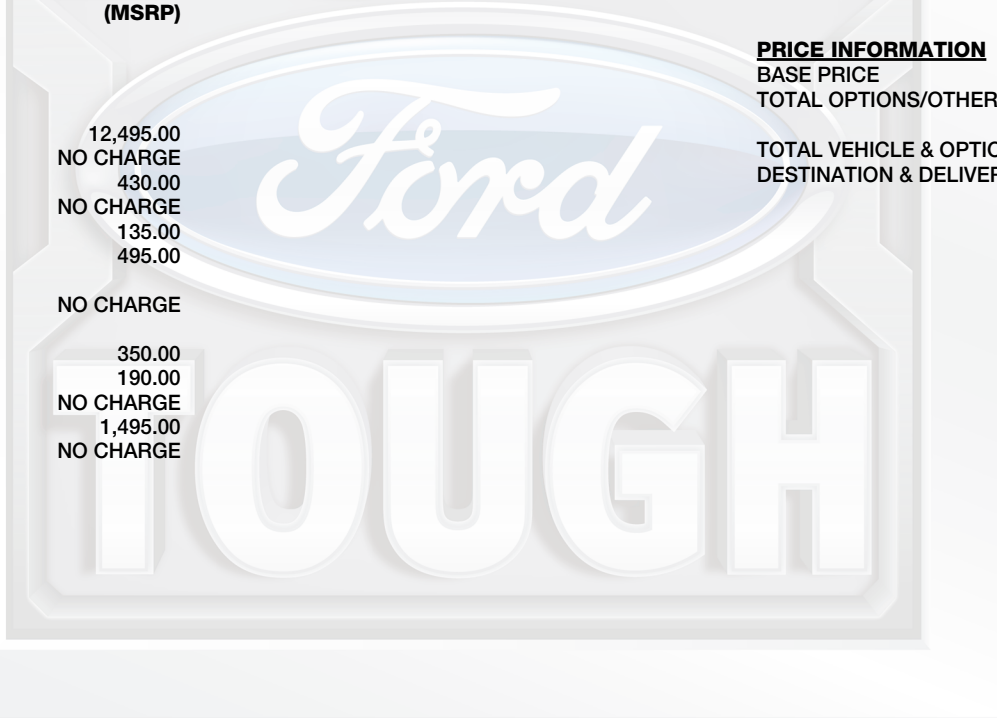 (MSRP)
12,495.00
NO CHARGE
430.00
NO CHARGE
135.00
495.00
NO CHARGE
350.00
190.00
NO CHARGE
1,495.00
NO CHARGE
PRICE INFORMATION
BASE PRICE
TOTAL OPTIONS/OTHER
TOTAL VEHICLE & OPTIO
DESTINATION & DELIVER
Ford
TOUGH